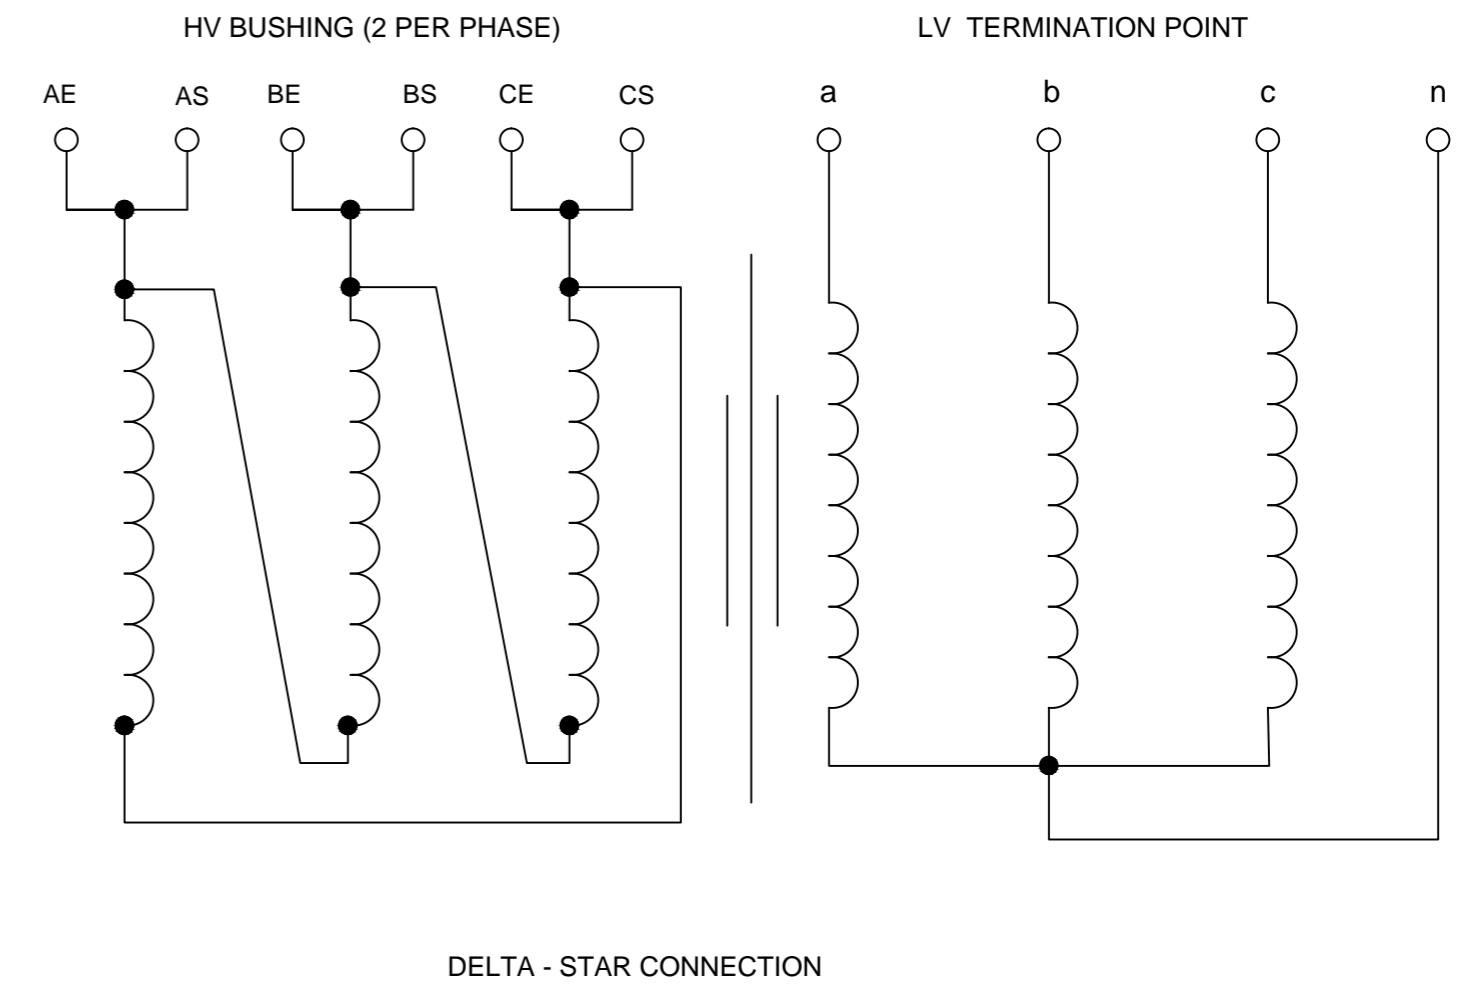 HV BUSHING (2 PER PHASE) LV TERMINATION POINT
AE AS BE BS CE CS a b c n
DELTA - STAR CONNECTION